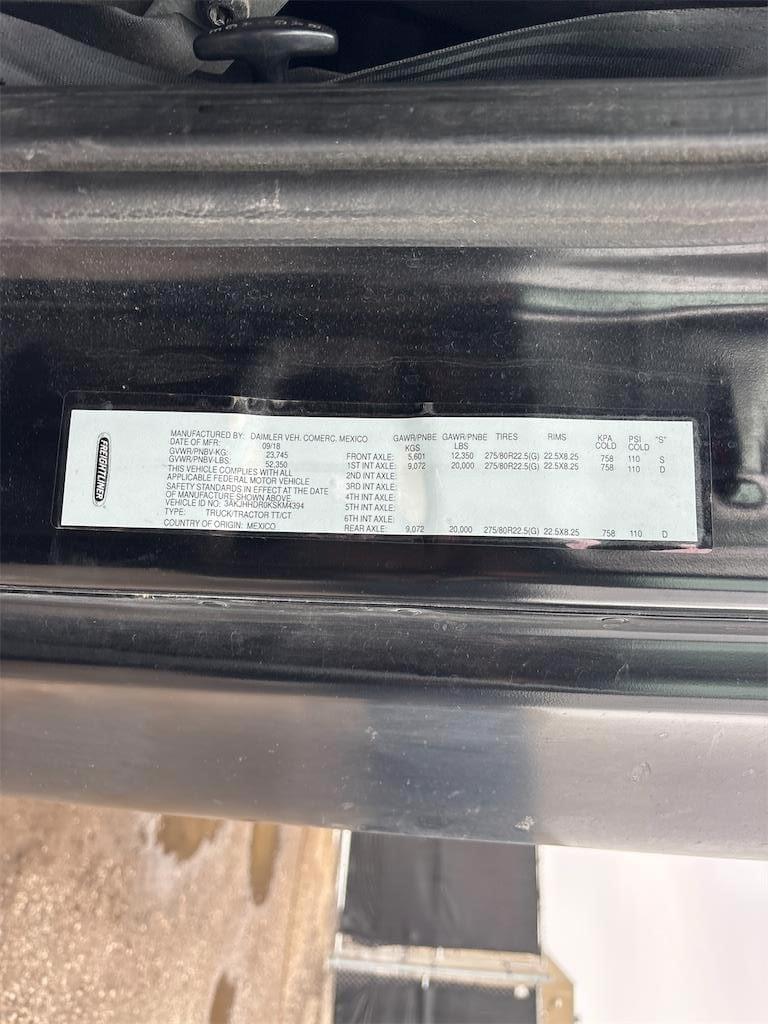 FREIGHTLINER
MANUFACTURED BY: DAIMLER VEH. COMERC. MEXICO
DATE OF MFR: 09/18
GVWR/PNBV-KG: 23,745
GVWR/PNBV-LBS: 52,350
THIS VEHICLE COMPLIES WITH ALL
APPLICABLE FEDERAL MOTOR VEHICLE
SAFETY STANDARDS IN EFFECT AT THE DATE
OF MANUFACTURE SHOWN ABOVE.
VEHICLE ID NO.: 3AKJHHDR0KSKM4394
TYPE: TRUCK/TRACTOR TT/CT
COUNTRY OF ORIGIN: MEXICO
GAWR/PNBE KGS GAWR/PNBE LBS TIRES RIMS KPA COLD PSI COLD "S"
FRONT AXLE: 5,601 12,350 275/80R22.5(G) 22.5X8.25 758 110 S
1ST INT AXLE: 9,072 20,000 275/80R22.5(G) 22.5X8.25 758 110 D
2ND INT AXLE:
3RD INT AXLE:
4TH INT AXLE:
5TH INT AXLE:
6TH INT AXLE:
REAR AXLE: 9,072 20,000 275/80R22.5(G) 22.5X8.25 758 110 D